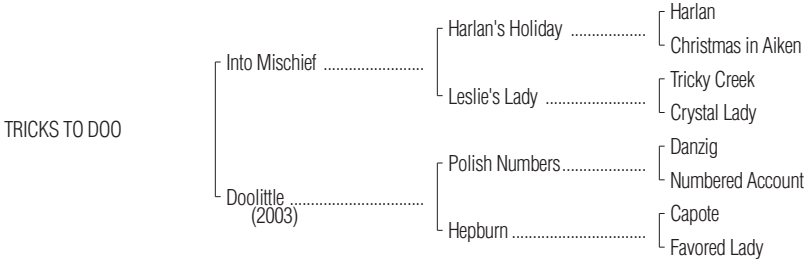 Harlan
Harlan's Holiday ..................
Christmas in Aiken
Into Mischief ........................
Tricky Creek
Leslie's Lady ........................
Crystal Lady
TRICKS TO DOO
Danzig
Polish Numbers....................
Numbered Account
Doolittle ................................
(2003)
Capote
Hepburn ................................
Favored Lady